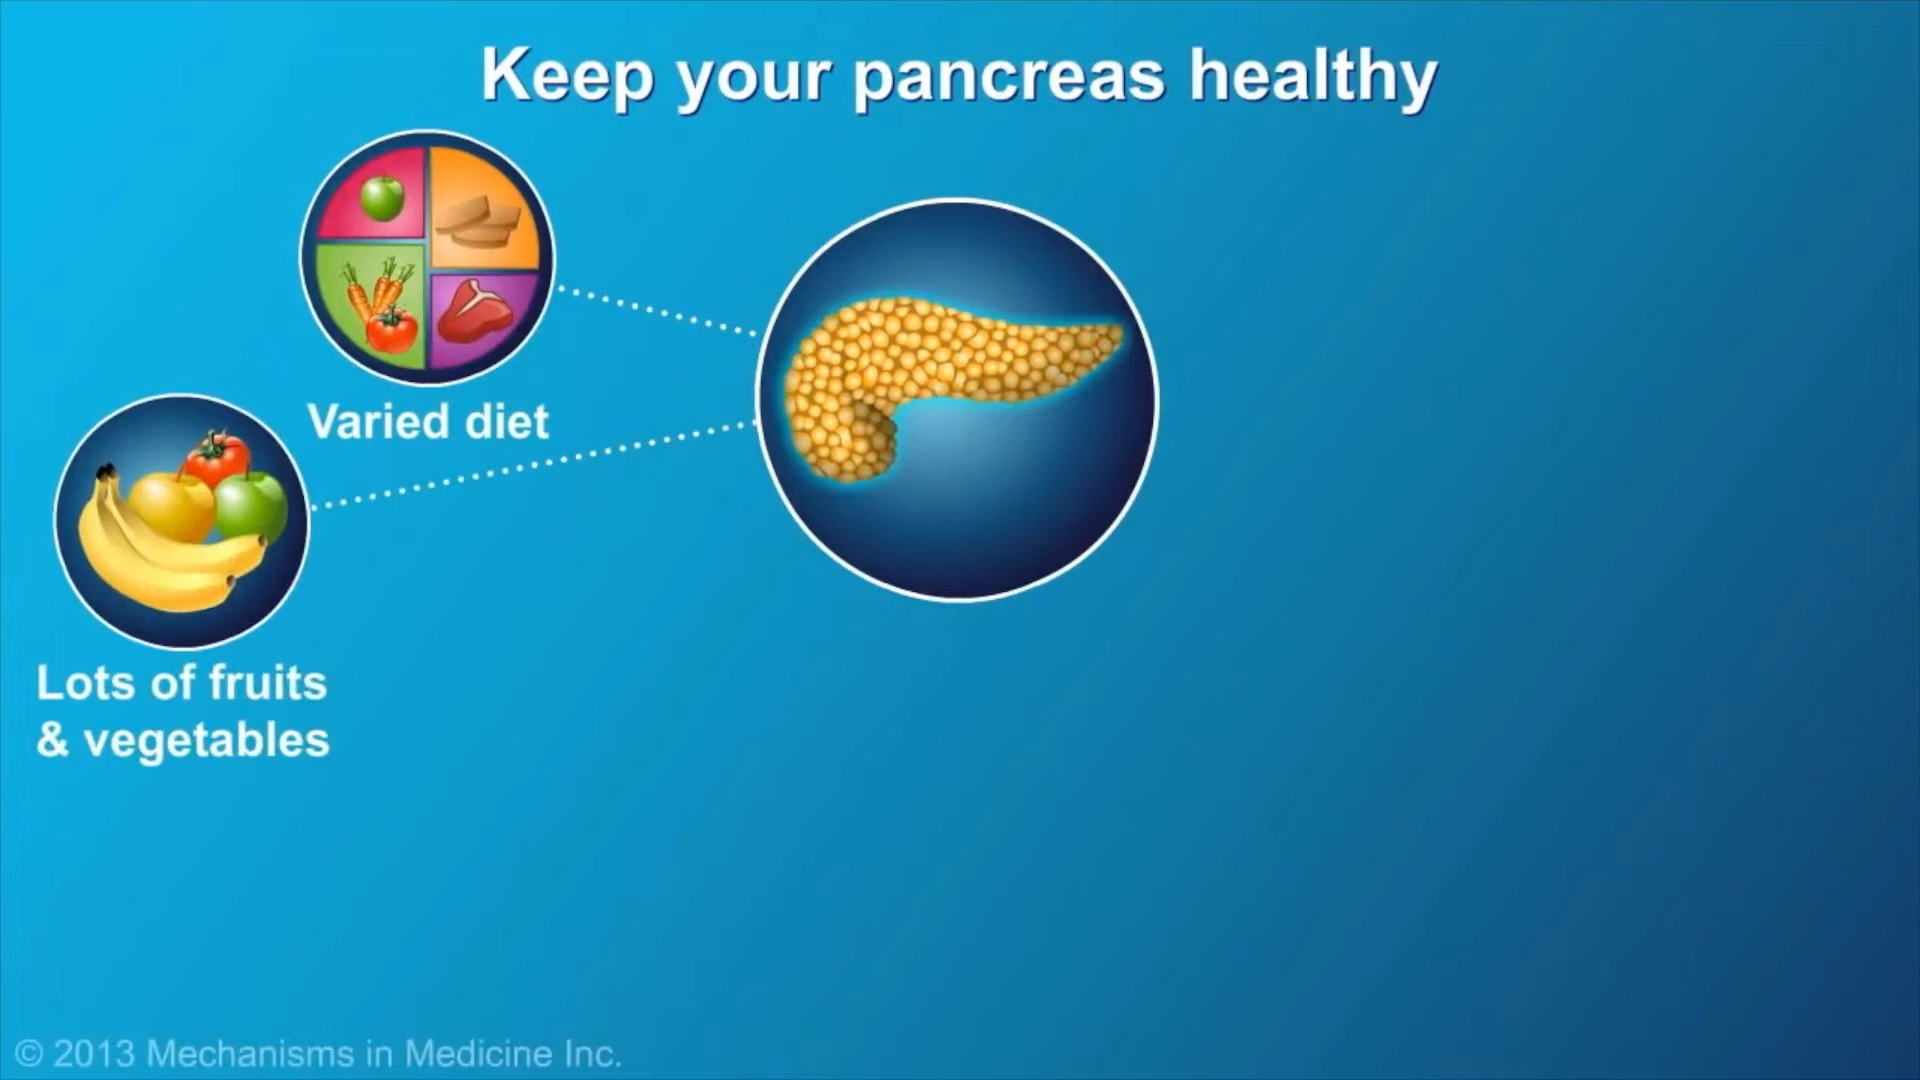 Keep your pancreas healthy
Varied diet
Lots of fruits
& vegetables
© 2013 Mechanisms in Medicine Inc.